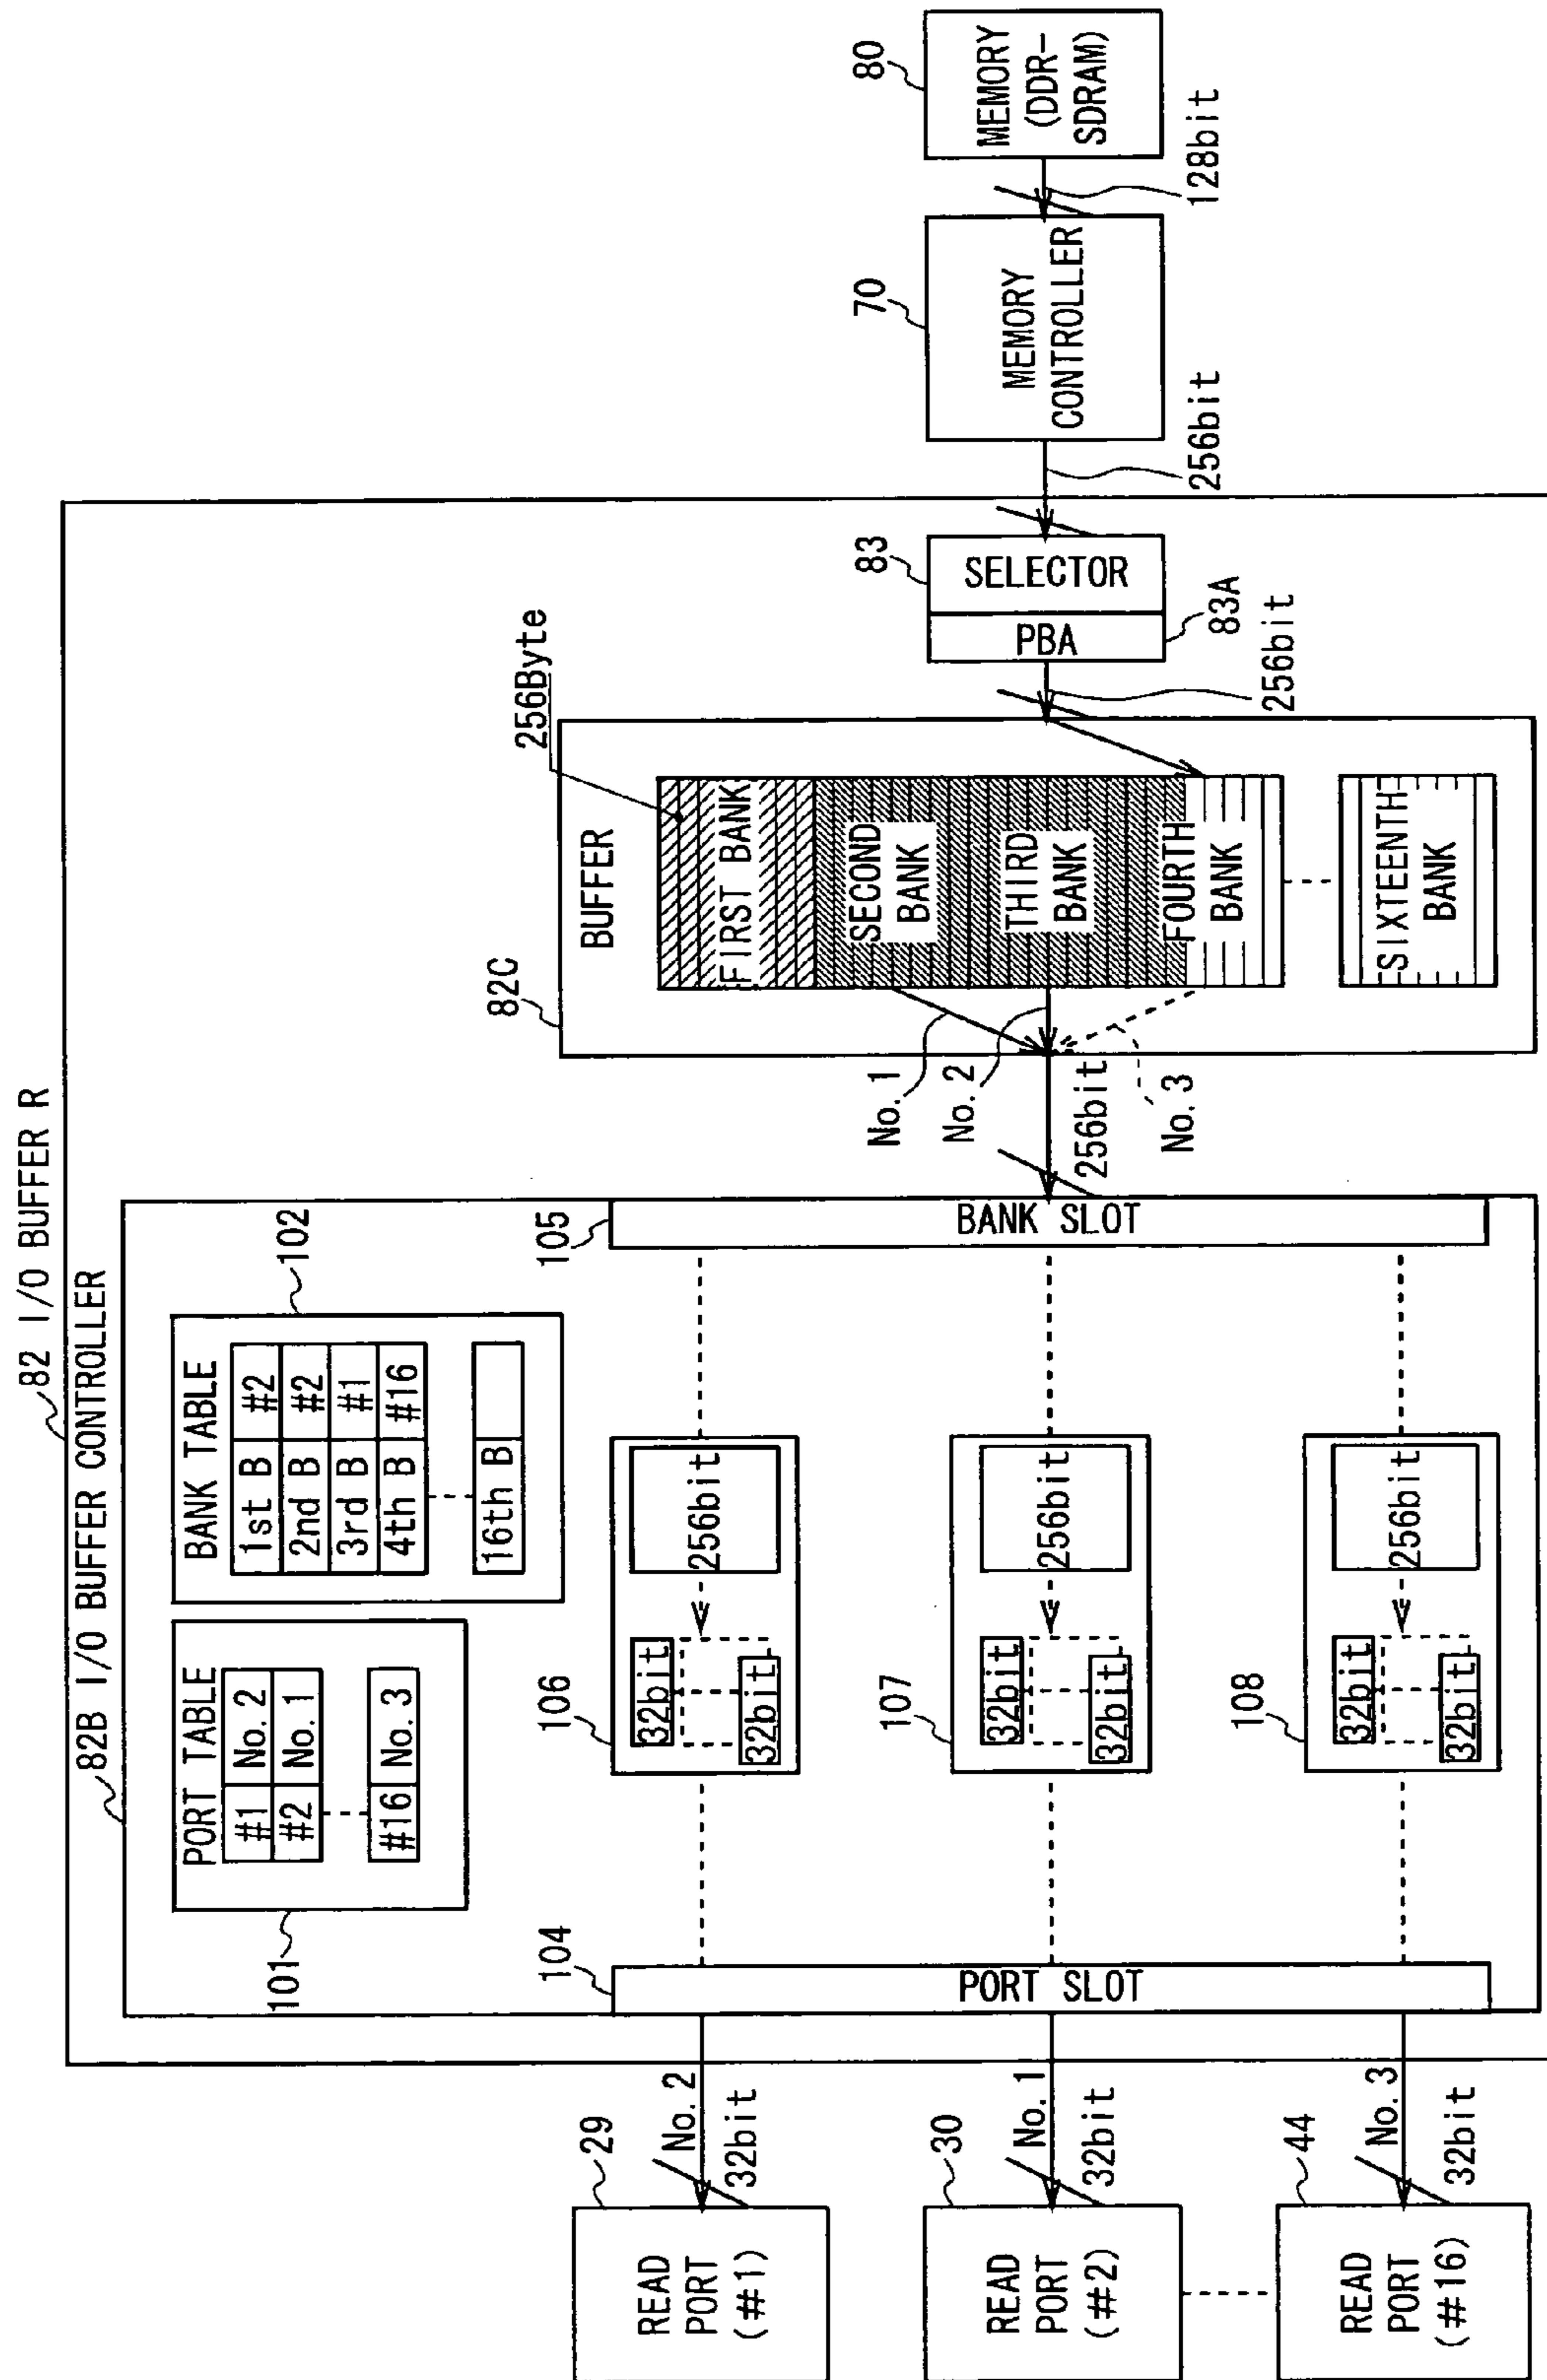 82 I/O BUFFER R
82B I/O BUFFER CONTROLLER
PORT TABLE
#1 No. 2
#2 No. 1
#16 No. 3
101
BANK TABLE
1st B #2
2nd B #2
3rd B #1
4th B #16
16th B
102
104
PORT SLOT
106
32bit
32bit
256bit
107
32bit
32bit
256bit
108
32bit
32bit
256bit
105
BANK SLOT
29
READ
PORT
(#1)
No. 2
32bit
30
READ
PORT
(#2)
No. 1
32bit
44
READ
PORT
(#16)
No. 3
32bit
No. 1
No. 2
256bit
No. 3
82C
BUFFER
256Byte
FIRST BANK
SECOND
BANK
THIRD
BANK
FOURTH
BANK
SIXTEENTH
BANK
256bit
83
SELECTOR
PBA
83A
256bit
70
MEMORY
CONTROLLER
128bit
80
MEMORY
(DDR-
SDRAM)